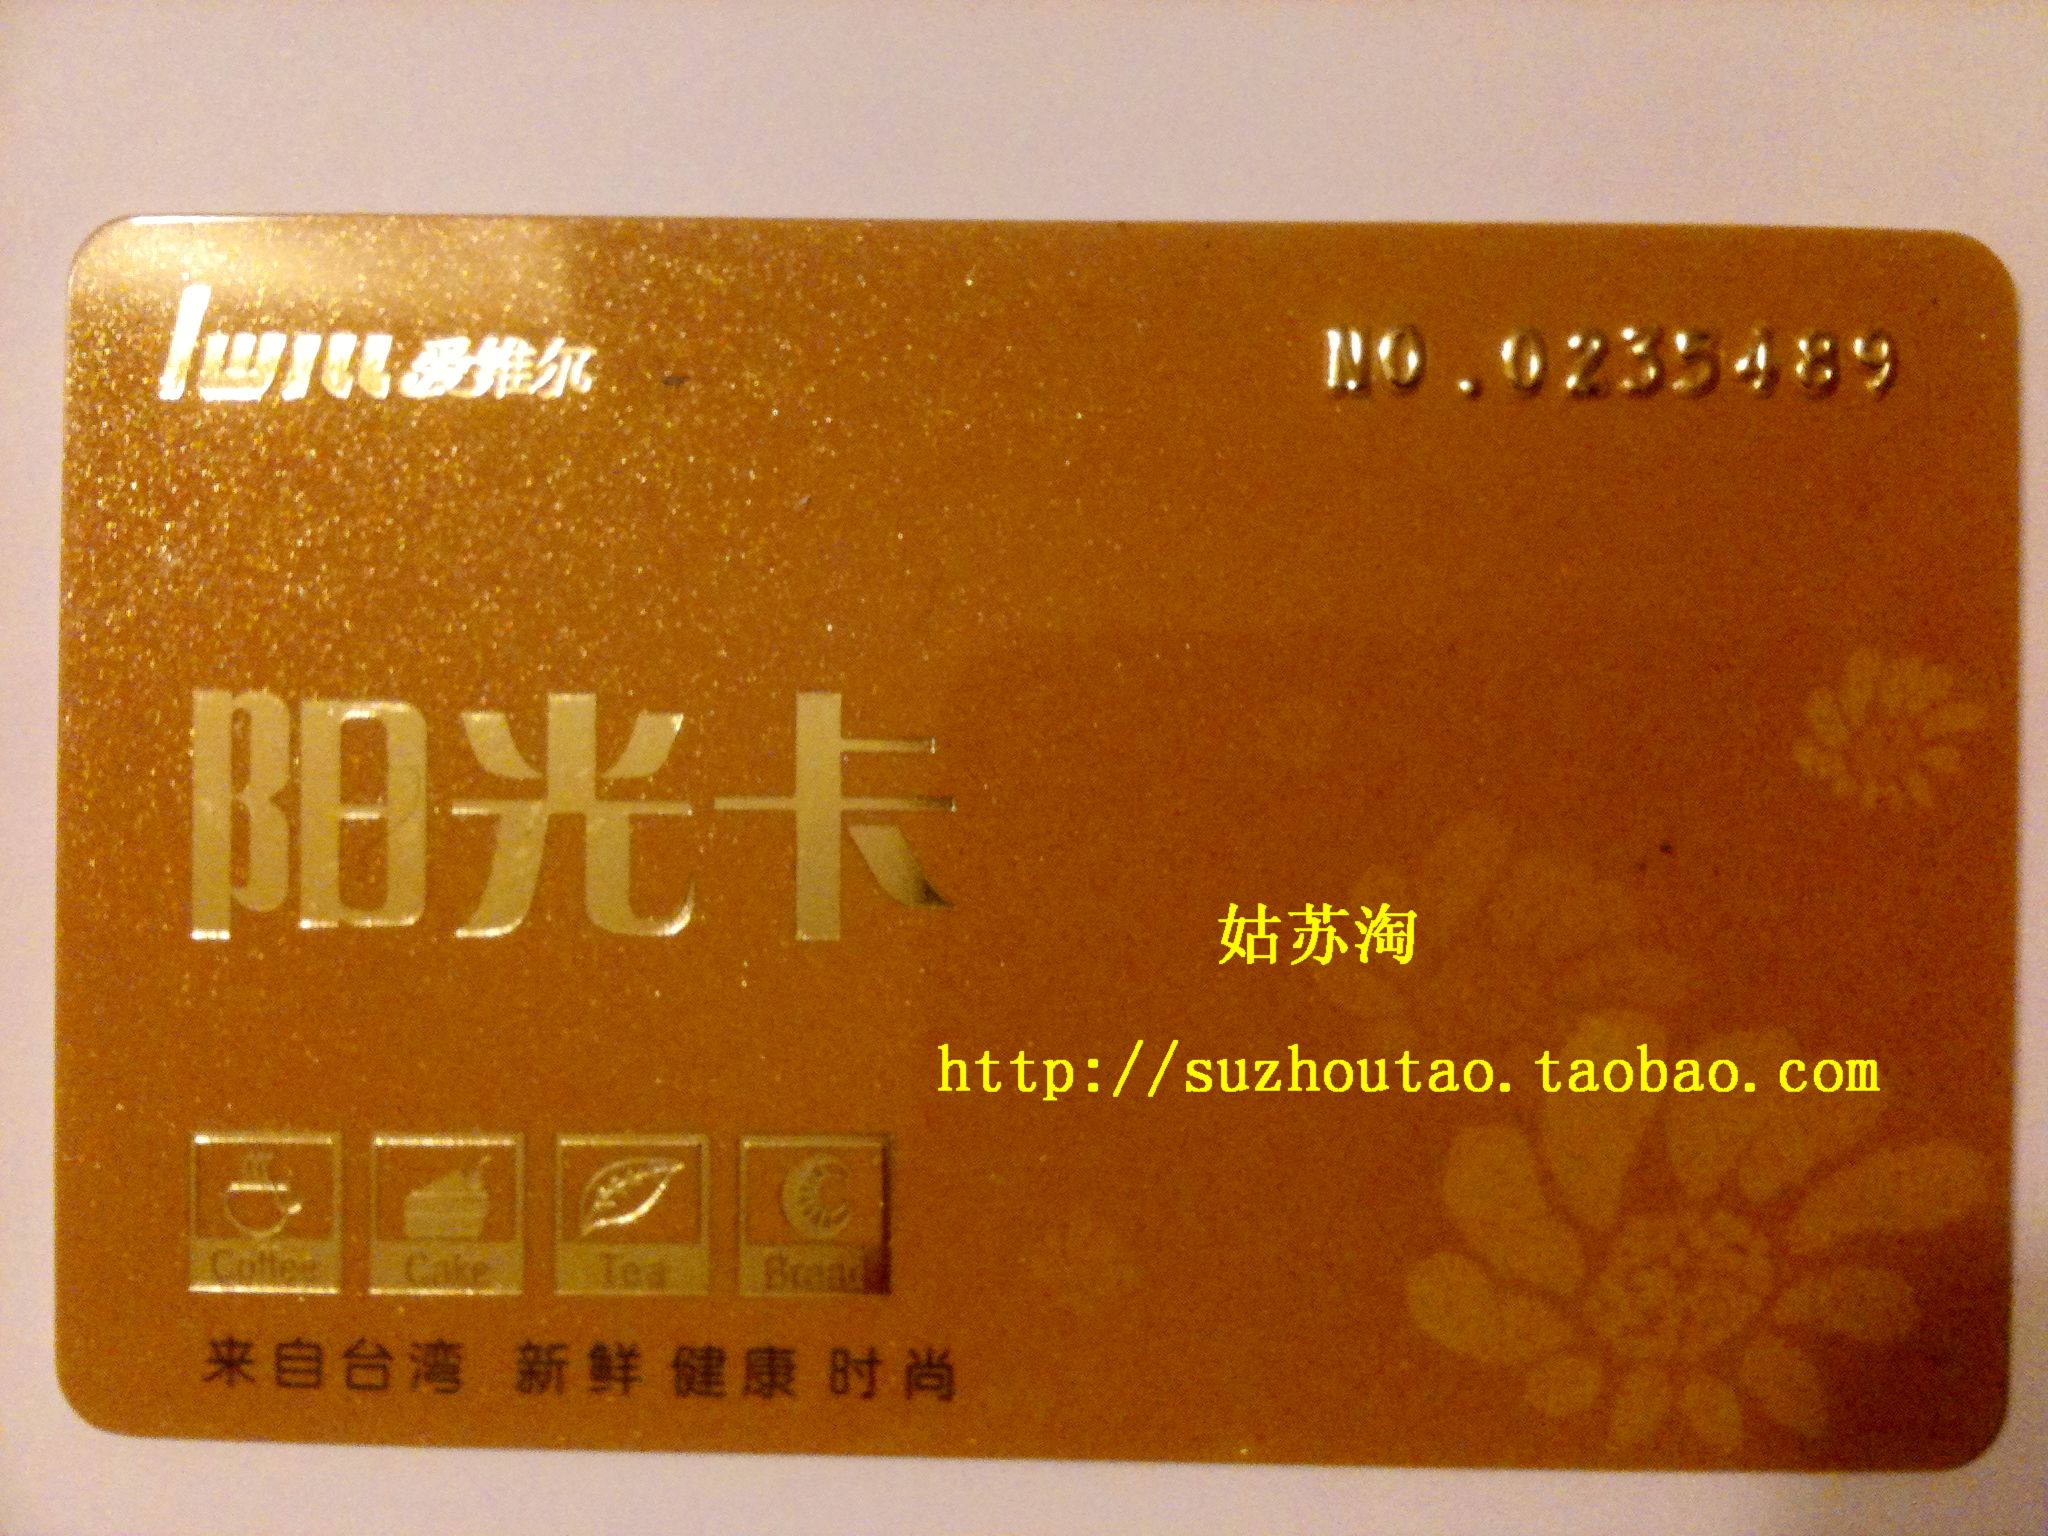 爱维尔
NO.0235489
阳光卡
姑苏淘
http://suzhoutao.taobao.com
Coffee Cake Tea Bread
来自台湾 新鲜 健康 时尚